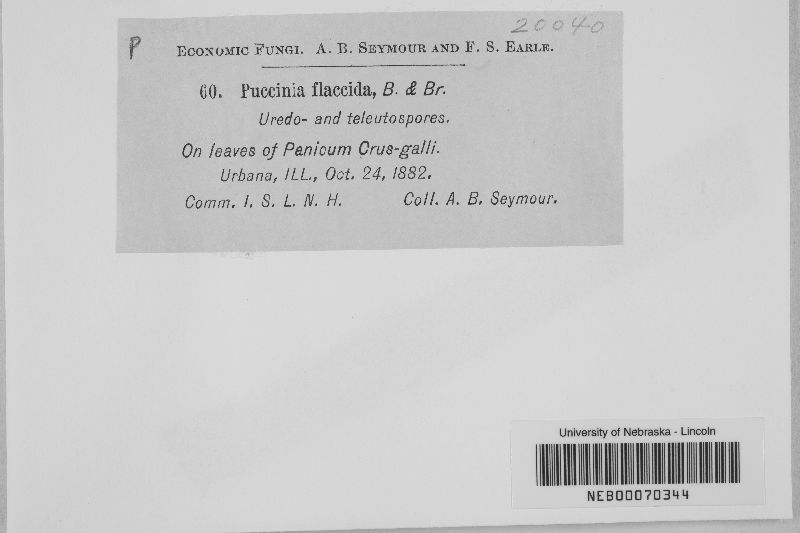 20040
P
ECONOMIC FUNGI. A. B. SEYMOUR AND F. S. EARLE.
60. Puccinia flaccida, B. & Br.
Uredo- and teleutospores.
On leaves of Panicum Crus-galli.
Urbana, ILL., Oct. 24, 1882.
Comm. I. S. L. N. H. Coll. A. B. Seymour.
University of Nebraska - Lincoln
NEB00070344